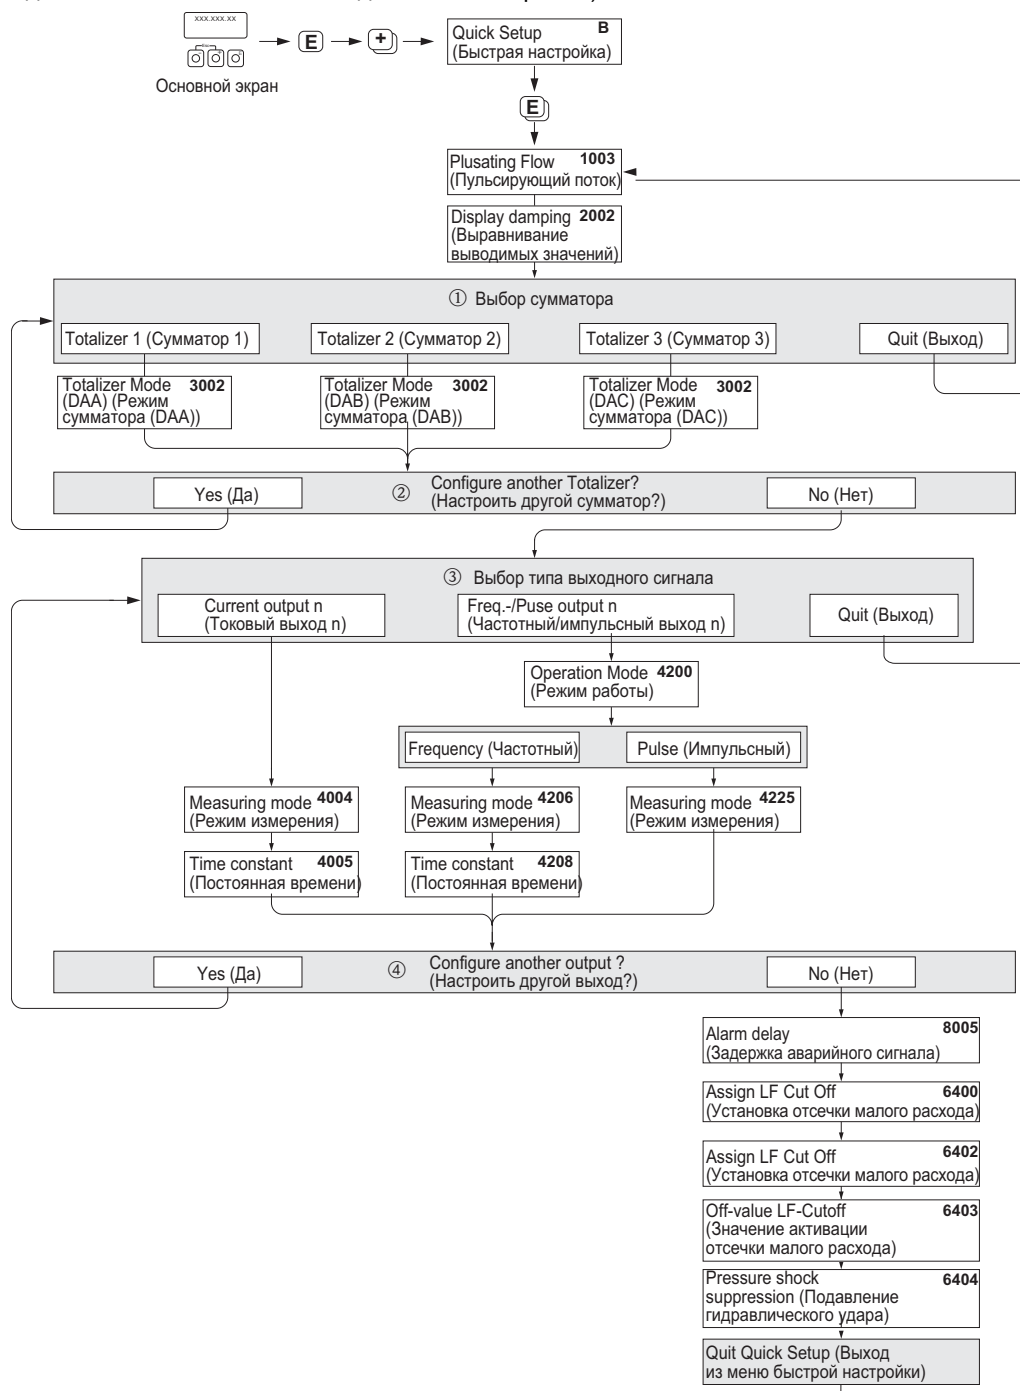 xxx.xxx.xx
Esc
E
+
Quick Setup B
(Быстрая настройка)
Основной экран
E
Plusating Flow 1003
(Пульсирующий поток)
Display damping 2002
(Выравнивание
выводимых значений)
① Выбор сумматора
Totalizer 1 (Сумматор 1)
Totalizer 2 (Сумматор 2)
Totalizer 3 (Сумматор 3)
Quit (Выход)
Totalizer Mode 3002
(DAA) (Режим
сумматора (DAA))
Totalizer Mode 3002
(DAB) (Режим
сумматора (DAB))
Totalizer Mode 3002
(DAC) (Режим
сумматора (DAC))
Yes (Да)
② Configure another Totalizer?
(Настроить другой сумматор?)
No (Нет)
③ Выбор типа выходного сигнала
Current output n
(Токовый выход n)
Freq.-/Puse output n
(Частотный/импульсный выход n)
Quit (Выход)
Operation Mode 4200
(Режим работы)
Frequency (Частотный)
Pulse (Импульсный)
Measuring mode 4004
(Режим измерения)
Measuring mode 4206
(Режим измерения)
Measuring mode 4225
(Режим измерения)
Time constant 4005
(Постоянная времени)
Time constant 4208
(Постоянная времени)
Yes (Да)
④ Configure another output ?
(Настроить другой выход?)
No (Нет)
Alarm delay 8005
(Задержка аварийного сигнала)
Assign LF Cut Off 6400
(Установка отсечки малого расхода)
Assign LF Cut Off 6402
(Установка отсечки малого расхода)
Off-value LF-Cutoff 6403
(Значение активации
отсечки малого расхода)
Pressure shock 6404
suppression (Подавление
гидравлического удара)
Quit Quick Setup (Выход
из меню быстрой настройки)